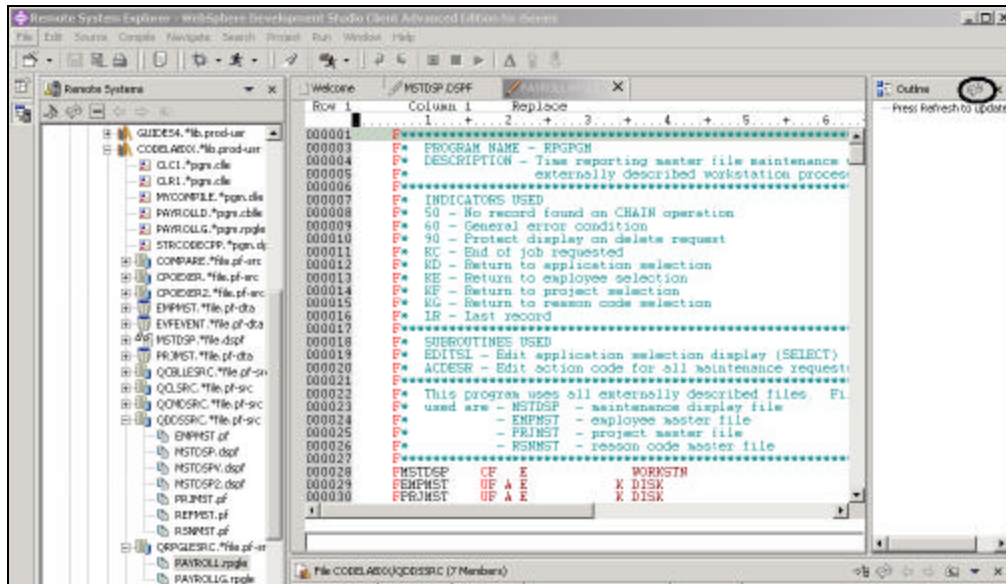 Remote System Explorer - WebSphere Development Studio Client Advanced Edition for iSeries
File Edit Source Compile Navigate Search Project Run Window Help
Remote Systems
GUIDES4.*lib.prod-usr
CODELABXX.*lib.prod-usr
CLC1.*pgm.clle
CLR1.*pgm.clle
MYCOMPILE.*pgm.clle
PAYROLLD.*pgm.cblle
PAYROLLG.*pgm.rpgle
STRCODECPP.*pgm.
COMPARE.*file.pf-src
CPOEXER.*file.pf-src
CPOEXER2.*file.pf-src
EMPMST.*file.pf-dta
EVFEVENT.*file.pf-dta
MSTDSP.*file.dspf
PRJMST.*file.pf-dta
QCBLLESRC.*file.pf-sr
QCLSRC.*file.pf-src
QCMDSRC.*file.pf-src
QDDSSRC.*file.pf-src
EMPMST.pf
MSTDSP.dspf
MSTDSPV.dspf
MSTDSP2.dspf
PRJMST.pf
REFMST.pf
RSNMST.pf
QRPGLESRC.*file.pf-sr
PAYROLL.rpgle
PAYROLLG.rpgle
Welcome MSTDSP.DSPF
Row 1 Column 1 Replace
....1....+....2....+....3....+....4....+....5....+....6....
000001 F*****************************************************
000003 F* PROGRAM NAME - RPGPGM
000004 F* DESCRIPTION - Time reporting master file maintenance
000005 F* externally described workstation proces
000006 F*****************************************************
000007 F* INDICATORS USED
000008 F* 50 - No record found on CHAIN operation
000009 F* 60 - General error condition
000010 F* 90 - Protect display on delete request
000011 F* KC - End of job requested
000012 F* KD - Return to application selection
000013 F* KE - Return to employee selection
000014 F* KF - Return to project selection
000015 F* KG - Return to reason code selection
000016 F* LR - Last record
000017 F*****************************************************
000018 F* SUBROUTINES USED
000019 F* EDITSL - Edit application selection display (SELECT)
000020 F* ACDESR - Edit action code for all maintenance request
000021 F*****************************************************
000022 F* This program uses all externally described files. Fi
000023 F* used are - MSTDSP - maintenance display file
000024 F* - EMPMST - employee master file
000025 F* - PRJMST - project master file
000026 F* - RSNMST - reason code master file
000027 F*****************************************************
000028 FMSTDSP CF E WORKSTN
000029 FEMPMST UF A E K DISK
000030 FPRJMST UF A E K DISK
Outline
Press Refresh to update
File CODELABXX/QDDSSRC (7 Members)